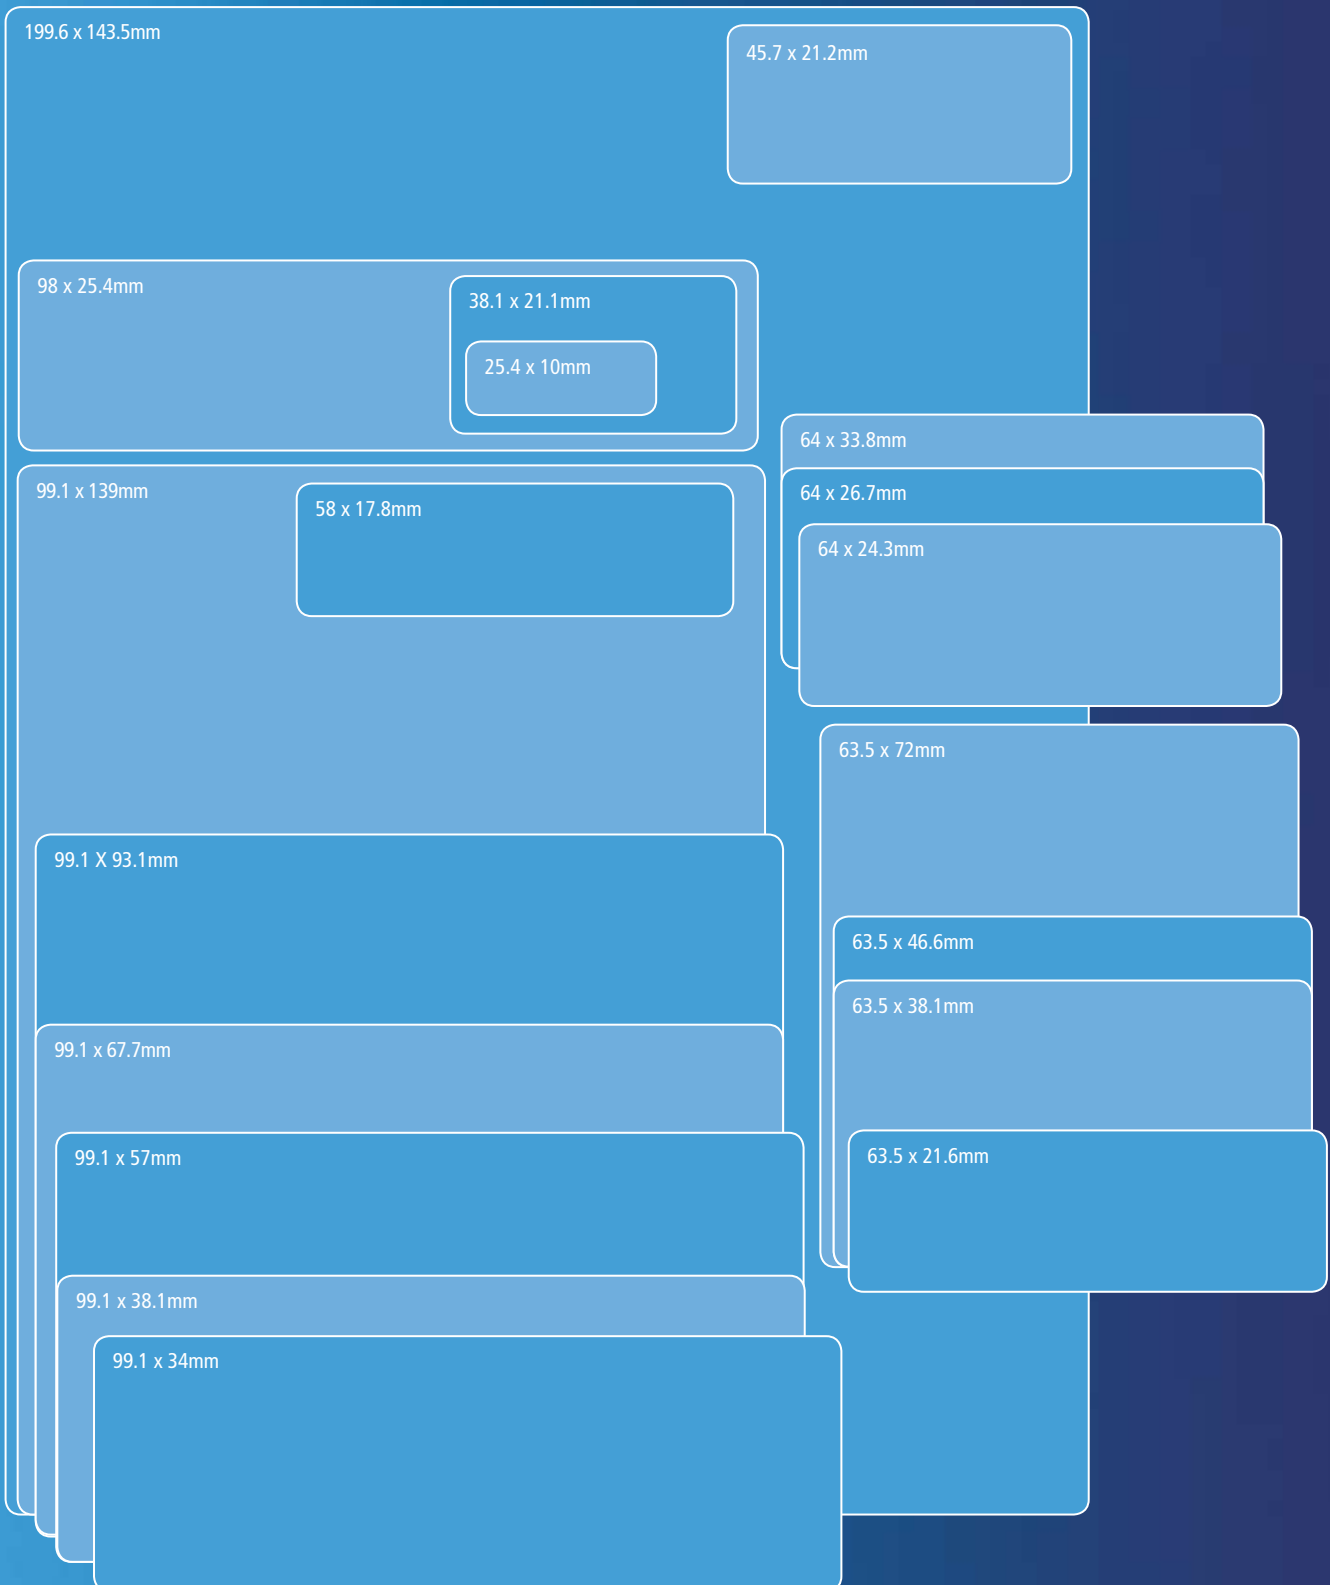 199.6 x 143.5mm
45.7 x 21.2mm
98 x 25.4mm
38.1 x 21.1mm
25.4 x 10mm
64 x 33.8mm
99.1 x 139mm
58 x 17.8mm
64 x 26.7mm
64 x 24.3mm
63.5 x 72mm
99.1 X 93.1mm
63.5 x 46.6mm
63.5 x 38.1mm
99.1 x 67.7mm
99.1 x 57mm
63.5 x 21.6mm
99.1 x 38.1mm
99.1 x 34mm